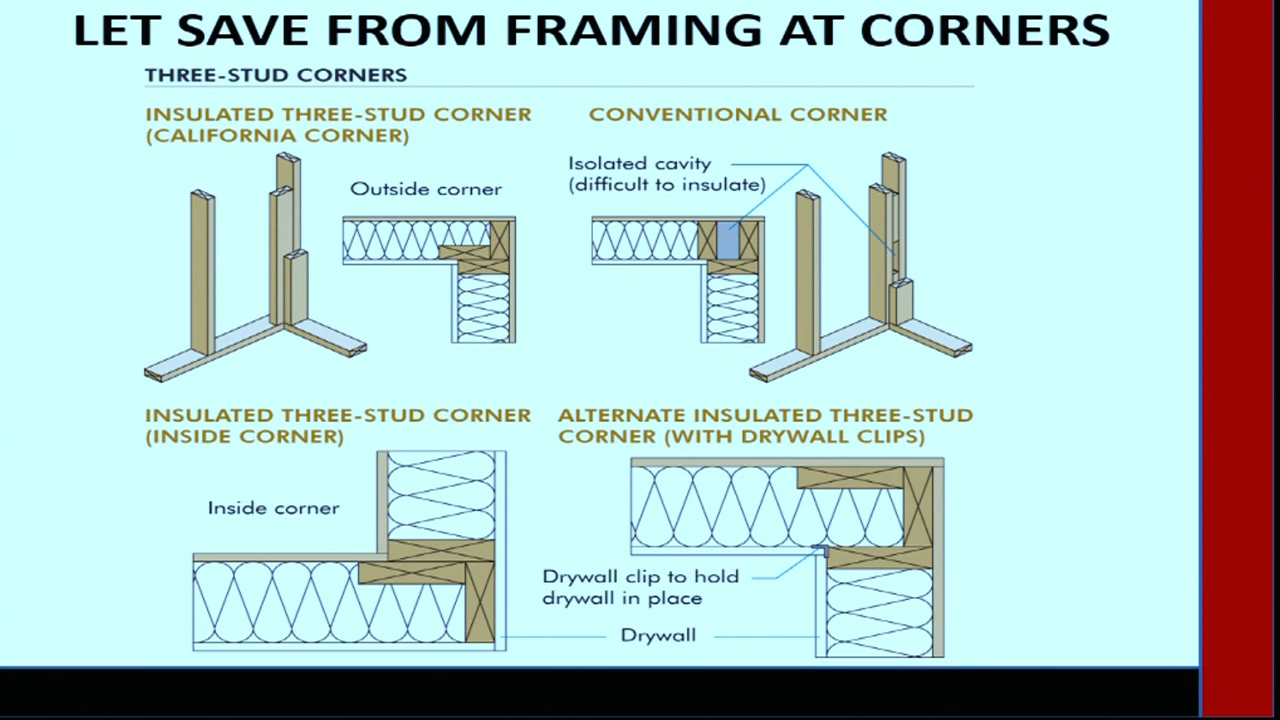 LET SAVE FROM FRAMING AT CORNERS
THREE-STUD CORNERS
INSULATED THREE-STUD CORNER
(CALIFORNIA CORNER)
CONVENTIONAL CORNER
Outside corner
Isolated cavity
(difficult to insulate)
INSULATED THREE-STUD CORNER
(INSIDE CORNER)
ALTERNATE INSULATED THREE-STUD
CORNER (WITH DRYWALL CLIPS)
Inside corner
Drywall clip to hold
drywall in place
Drywall